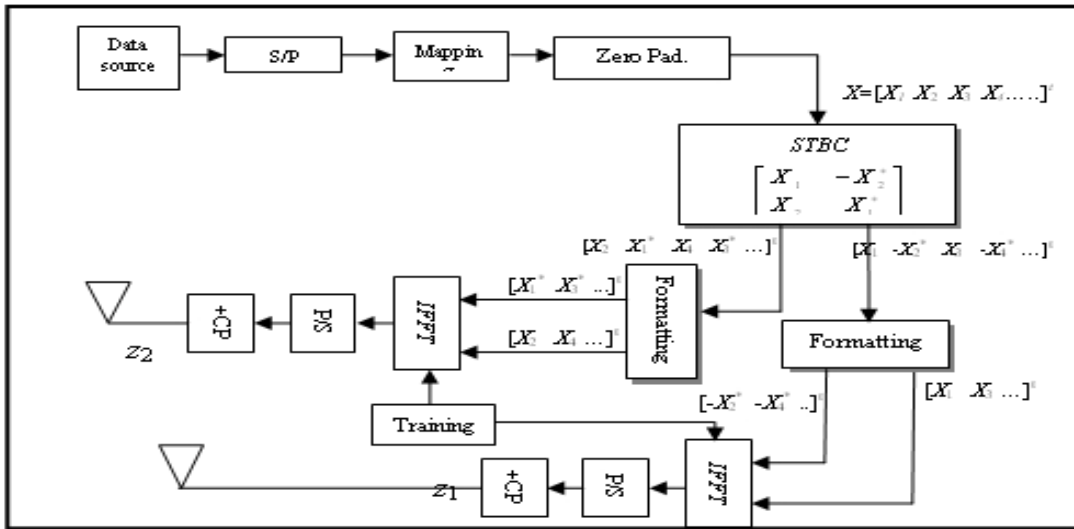 Data
source
S/P
Mappin
g
Zero Pad.
X=[X₁ X₂ X₃ X₄.....]ᵗ
STBC
[X₁ -X₂*
X₂ X₁*]
[X₂ X₁* X₄ X₃* ...]ᵗ
[X₁ -X₂* X₃ -X₄* ...]ᵗ
[X₁* X₃* ...]ᵗ
[X₂ X₄ ...]ᵗ
Formatting
IFFT
P/S
+CP
z₂
Formatting
[-X₂* -X₄* ..]ᵗ
[X₁ X₃ ...]ᵗ
Training
IFFT
P/S
+CP
z₁